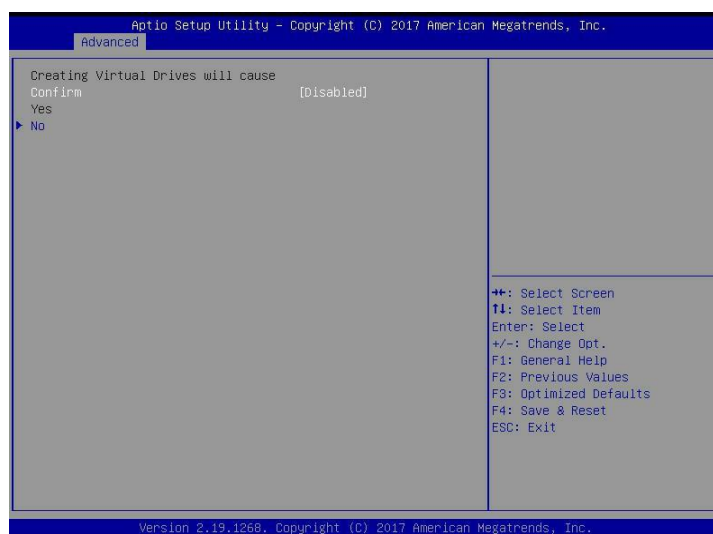 Aptio Setup Utility – Copyright (C) 2017 American Megatrends, Inc.
Advanced
Creating Virtual Drives will cause
Confirm [Disabled]
Yes
No
→←: Select Screen
↑↓: Select Item
Enter: Select
+/-: Change Opt.
F1: General Help
F2: Previous Values
F3: Optimized Defaults
F4: Save & Reset
ESC: Exit
Version 2.19.1268. Copyright (C) 2017 American Megatrends, Inc.